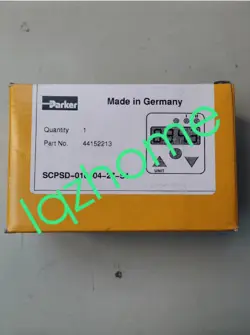 Parker
Made in Germany
Quantity 1
Part No. 44152213
UNIT
lqzhome